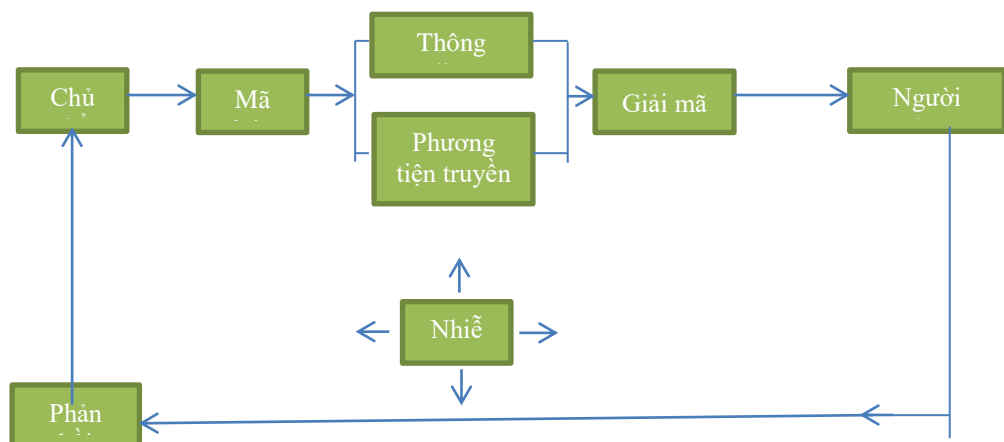 Thông
Chủ
Mã
Giải mã
Người
Phương
tiện truyền
Nhiễ
Phản